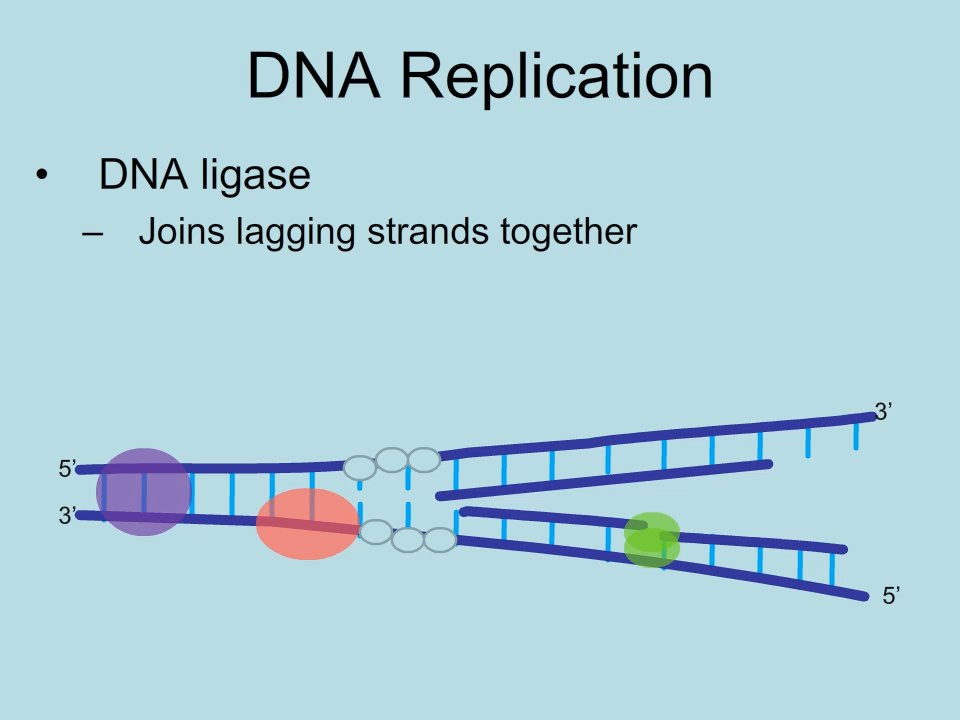 DNA Replication
• DNA ligase
– Joins lagging strands together
3’
5’
3’
5’